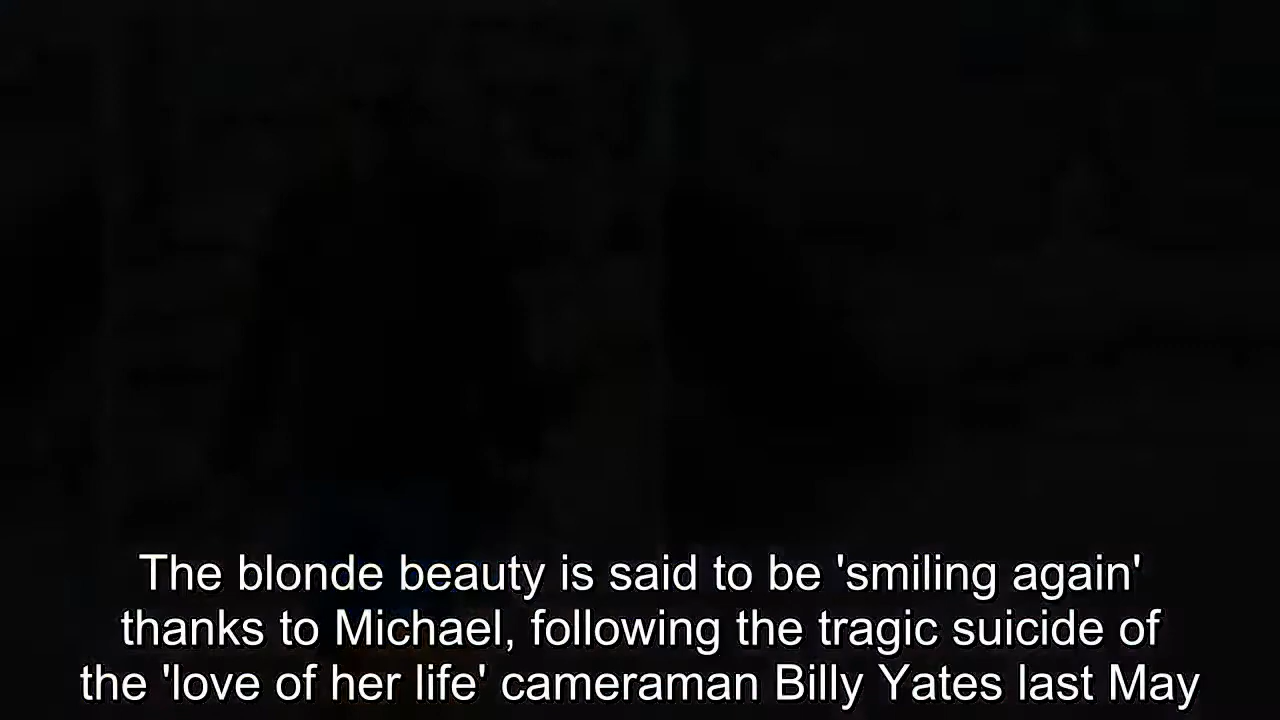 The blonde beauty is said to be 'smiling again'
thanks to Michael, following the tragic suicide of
the 'love of her life' cameraman Billy Yates last May